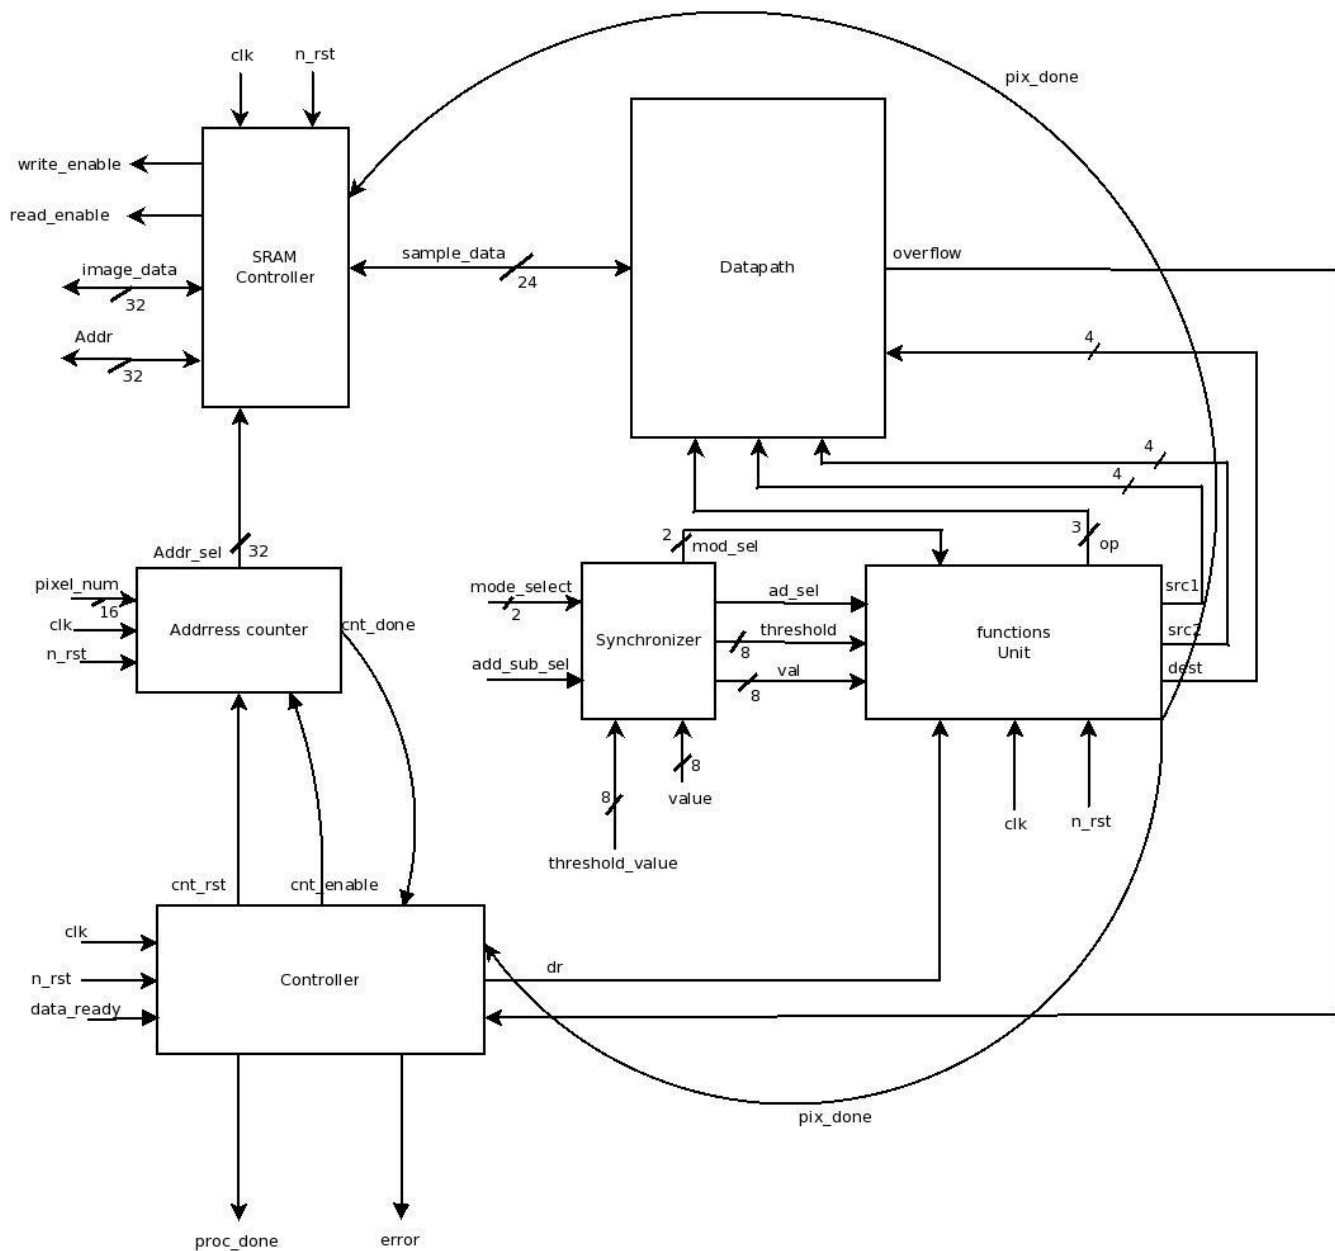 clk
n_rst
pix_done
write_enable
read_enable
image_data
32
Addr
32
SRAM
Controller
sample_data
24
Datapath
overflow
4
4
4
Addr_sel
32
pixel_num
16
clk
n_rst
Addrress counter
cnt_done
2
mod_sel
3
op
mode_select
2
add_sub_sel
Synchronizer
ad_sel
threshold
8
val
8
functions
Unit
src1
src2
dest
8
value
8
threshold_value
clk
n_rst
cnt_rst
cnt_enable
clk
n_rst
data_ready
Controller
dr
pix_done
proc_done
error